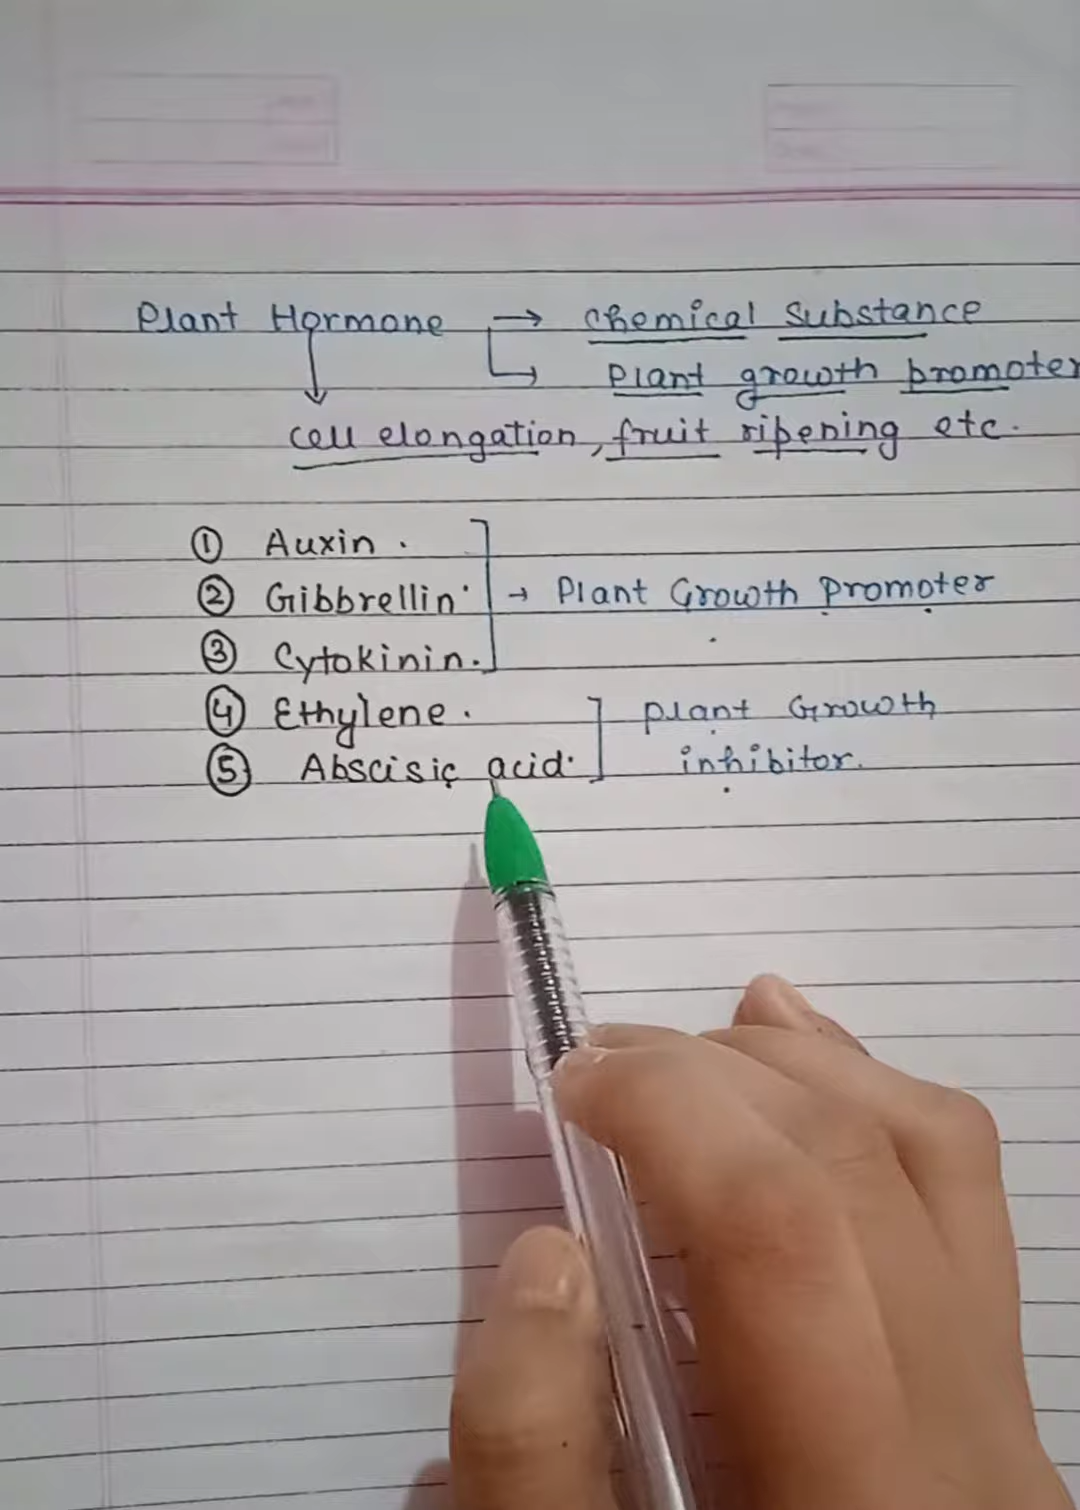 Plant Hormone → Chemical Substance
↳ Plant growth promoter
cell elongation, fruit ripening etc.
① Auxin.
② Gibbrellin
③ Cytokinin.
→ Plant Growth Promoter
④ Ethylene.
⑤ Abscisic acid.
Plant Growth
inhibitor.